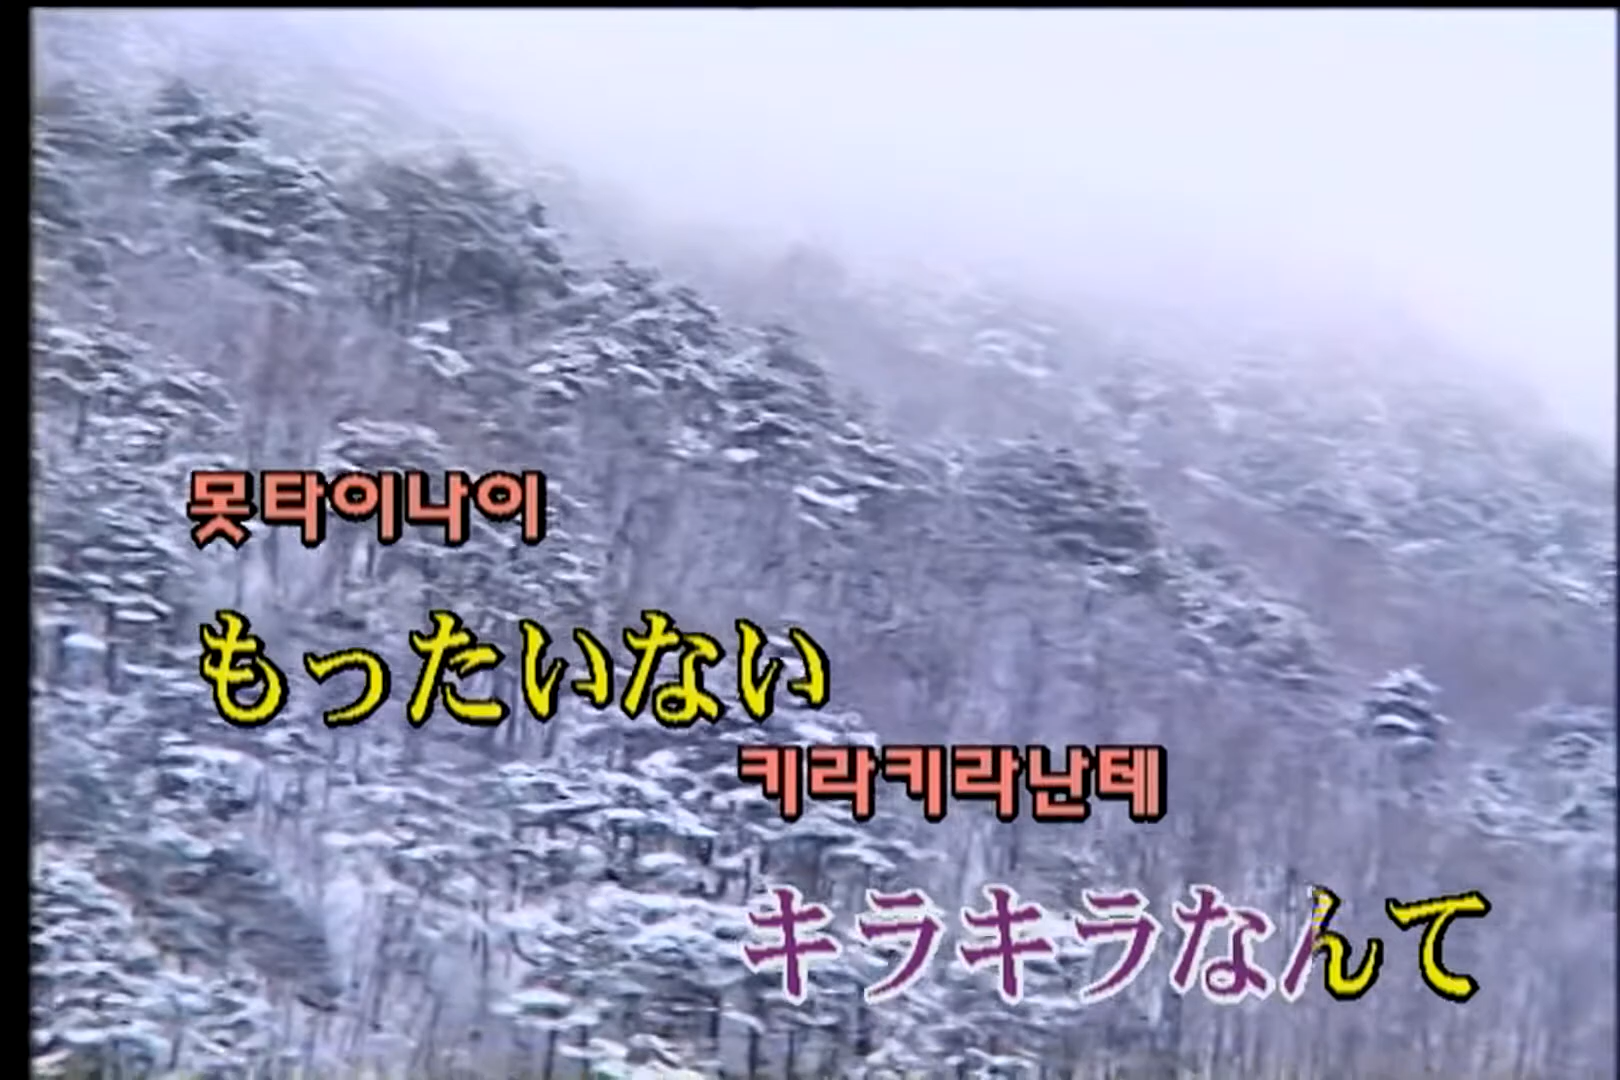 못타이나이
もったいない
키라키라난테
キラキラなんて